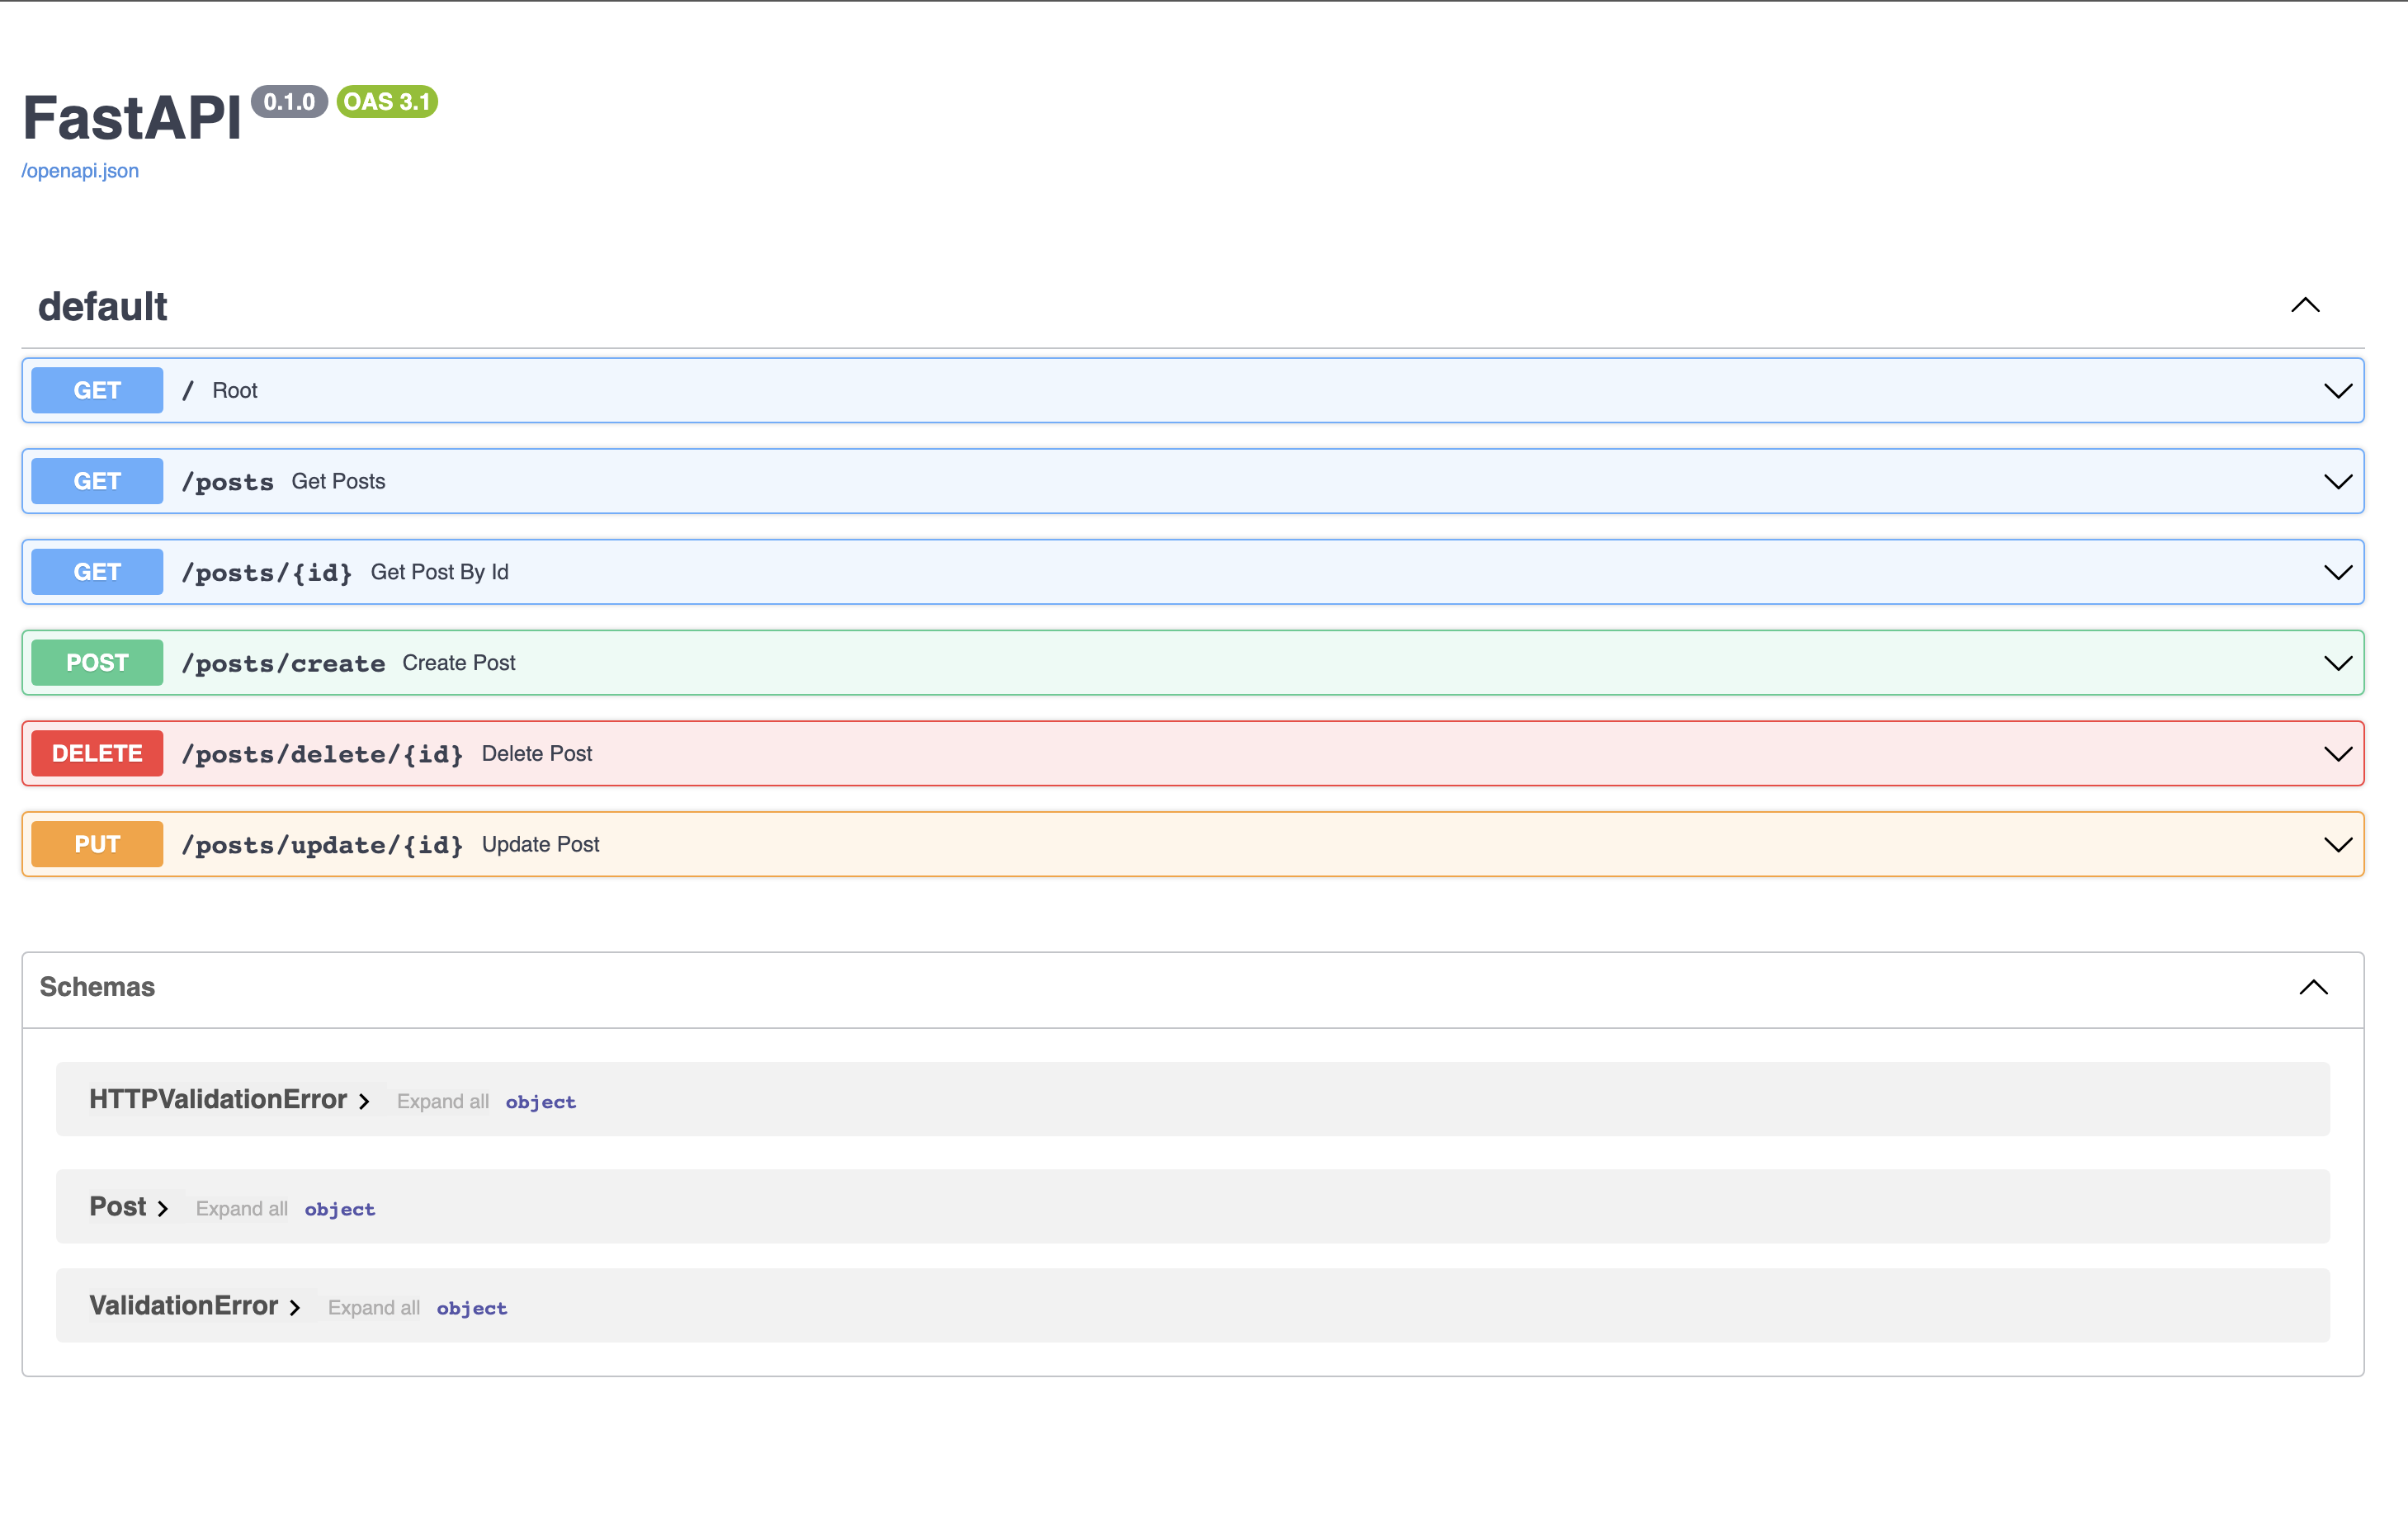 FastAPI 0.1.0 OAS 3.1
/openapi.json
default
GET / Root
GET /posts Get Posts
GET /posts/{id} Get Post By Id
POST /posts/create Create Post
DELETE /posts/delete/{id} Delete Post
PUT /posts/update/{id} Update Post
Schemas
HTTPValidationError Expand all object
Post Expand all object
ValidationError Expand all object